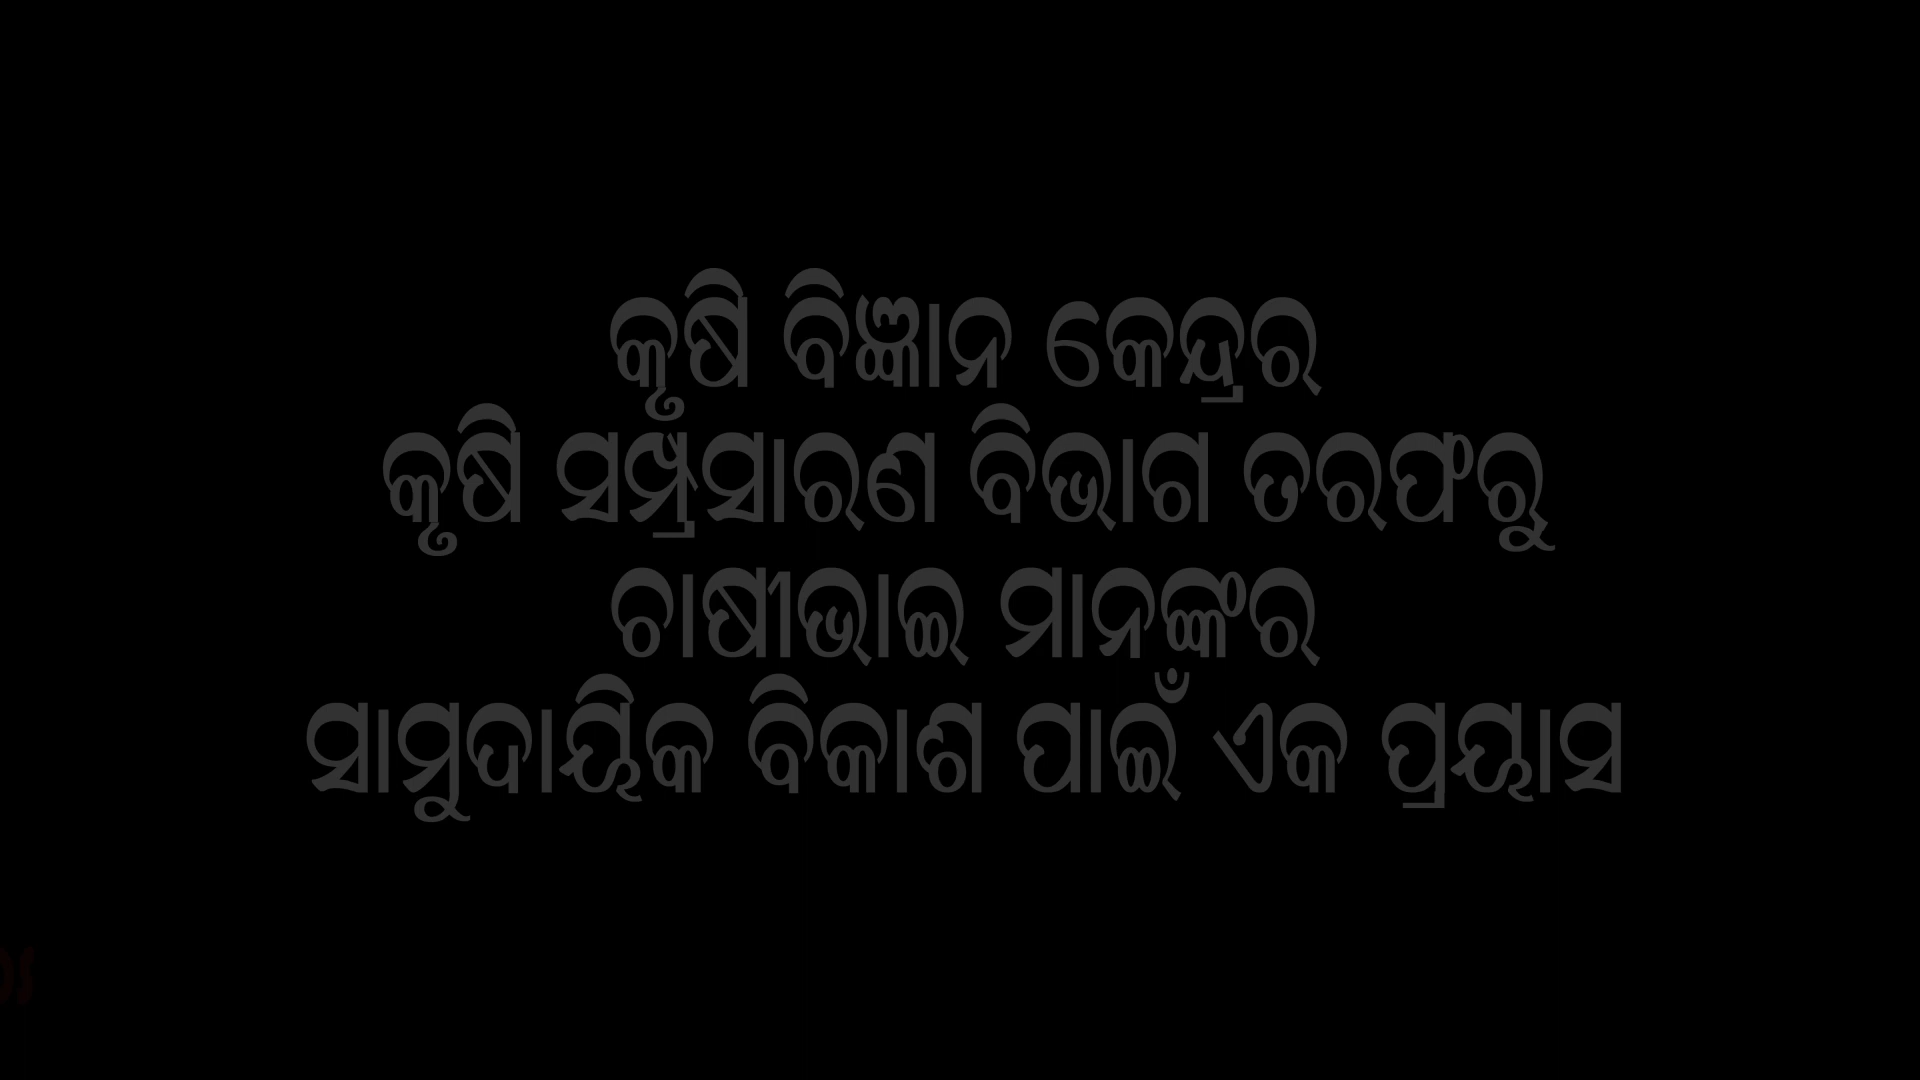 କୃଷି ବିଜ୍ଞାନ କେନ୍ଦ୍ରର
କୃଷି ସମ୍ପ୍ରସାରଣ ବିଭାଗ ତରଫରୁ
ଚାଷୀଭାଇ ମାନଙ୍କର
ସାମୁଦାୟିକ ବିକାଶ ପାଇଁ ଏକ ପ୍ରୟାସ